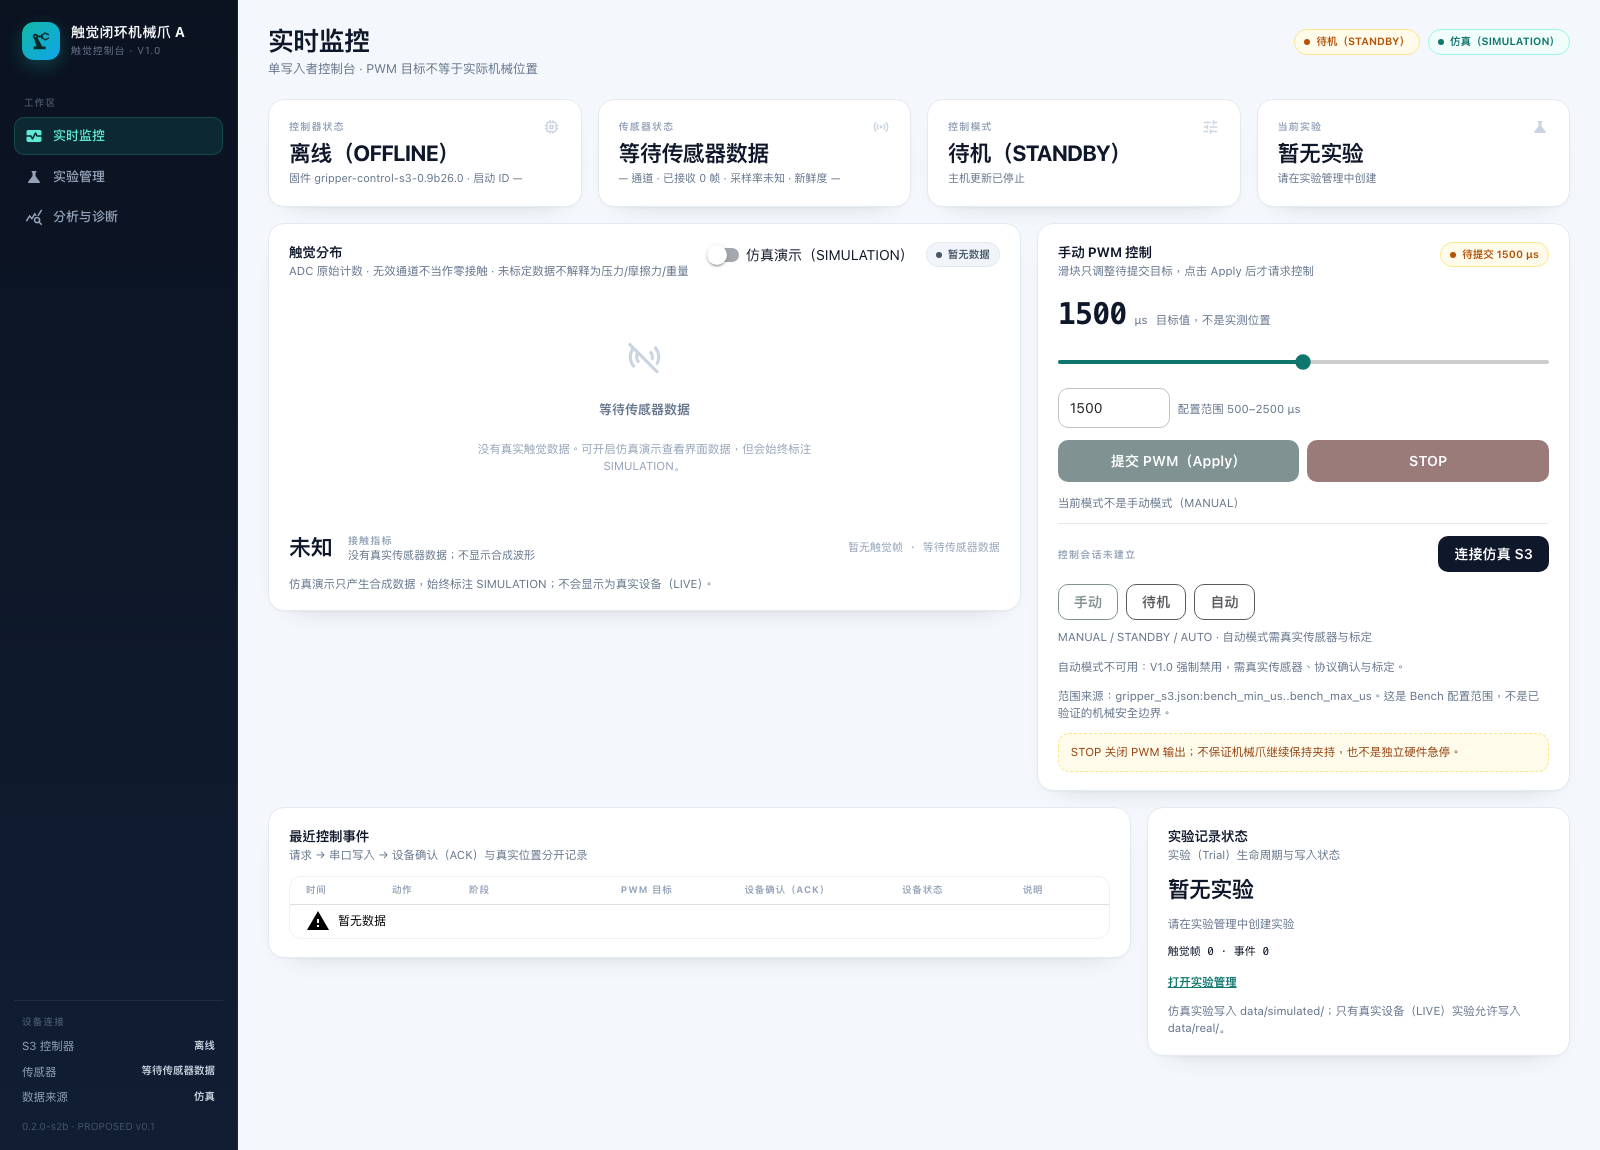 触觉闭环机械爪 A
触觉控制台 · V1.0
工作区
实时监控
实验管理
分析与诊断
设备连接
S3 控制器 离线
传感器 等待传感器数据
数据来源 仿真
0.2.0-s2b · PROPOSED v0.1
实时监控
单写入者控制台 · PWM 目标不等于实际机械位置
待机（STANDBY）
仿真（SIMULATION）
控制器状态
离线（OFFLINE）
固件 gripper-control-s3-0.9b26.0 · 启动 ID —
传感器状态
等待传感器数据
— 通道 · 已接收 0 帧 · 采样率未知 · 新鲜度 —
控制模式
待机（STANDBY）
主机更新已停止
当前实验
暂无实验
请在实验管理中创建
触觉分布
ADC 原始计数 · 无效通道不当作零接触 · 未标定数据不解释为压力/摩擦力/重量
仿真演示（SIMULATION）
暂无数据
等待传感器数据
没有真实触觉数据。可开启仿真演示查看界面数据，但会始终标注
SIMULATION。
未知
接触指标
没有真实传感器数据；不显示合成波形
暂无触觉帧 · 等待传感器数据
仿真演示只产生合成数据，始终标注 SIMULATION；不会显示为真实设备（LIVE）。
手动 PWM 控制
滑块只调整待提交目标，点击 Apply 后才请求控制
待提交 1500 µs
1500 µs 目标值，不是实测位置
1500
配置范围 500–2500 µs
提交 PWM（Apply）
STOP
当前模式不是手动模式（MANUAL）
控制会话未建立
连接仿真 S3
手动
待机
自动
MANUAL / STANDBY / AUTO · 自动模式需真实传感器与标定
自动模式不可用：V1.0 强制禁用，需真实传感器、协议确认与标定。
范围来源：gripper_s3.json:bench_min_us..bench_max_us。这是 Bench 配置范围，不是已
验证的机械安全边界。
STOP 关闭 PWM 输出；不保证机械爪继续保持夹持，也不是独立硬件急停。
最近控制事件
请求 → 串口写入 → 设备确认（ACK）与真实位置分开记录
时间 动作 阶段 PWM 目标 设备确认（ACK） 设备状态 说明
暂无数据
实验记录状态
实验（Trial）生命周期与写入状态
暂无实验
请在实验管理中创建实验
触觉帧 0 · 事件 0
打开实验管理
仿真实验写入 data/simulated/；只有真实设备（LIVE）实验允许写入
data/real/。